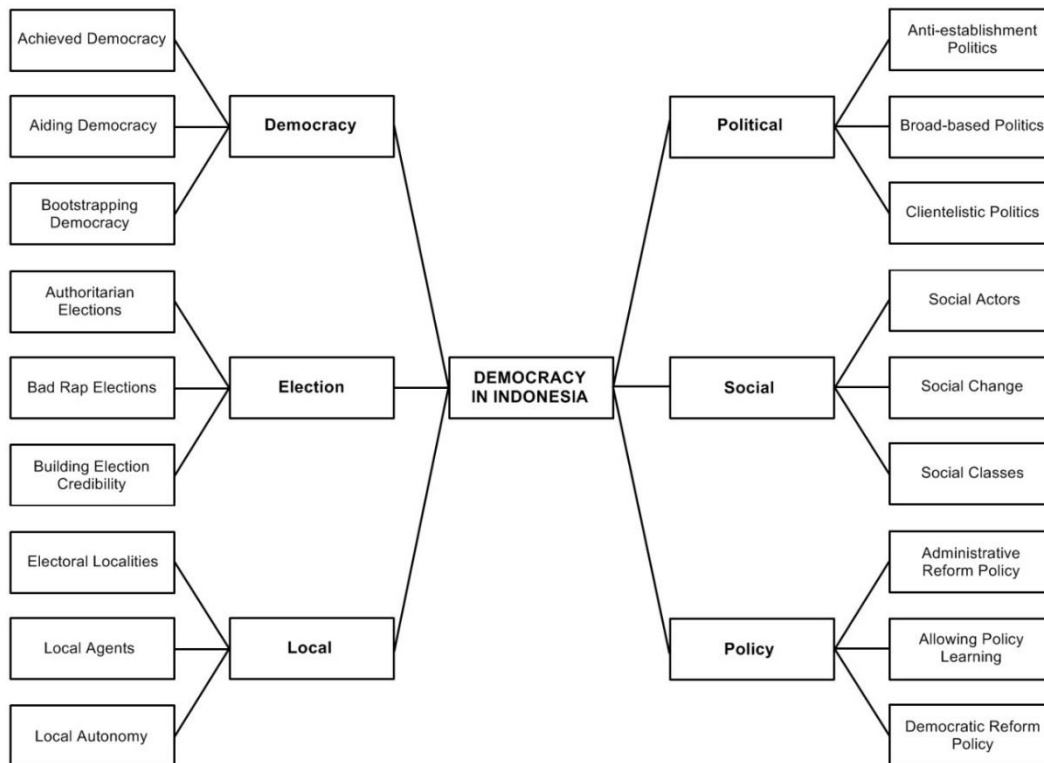 Achieved Democracy
Aiding Democracy
Bootstrapping
Democracy
Democracy
Authoritarian
Elections
Bad Rap Elections
Building Election
Credibility
Election
Electoral Localities
Local Agents
Local Autonomy
Local
DEMOCRACY
IN INDONESIA
Political
Anti-establishment
Politics
Broad-based Politics
Clientelistic Politics
Social
Social Actors
Social Change
Social Classes
Policy
Administrative
Reform Policy
Allowing Policy
Learning
Democratic Reform
Policy